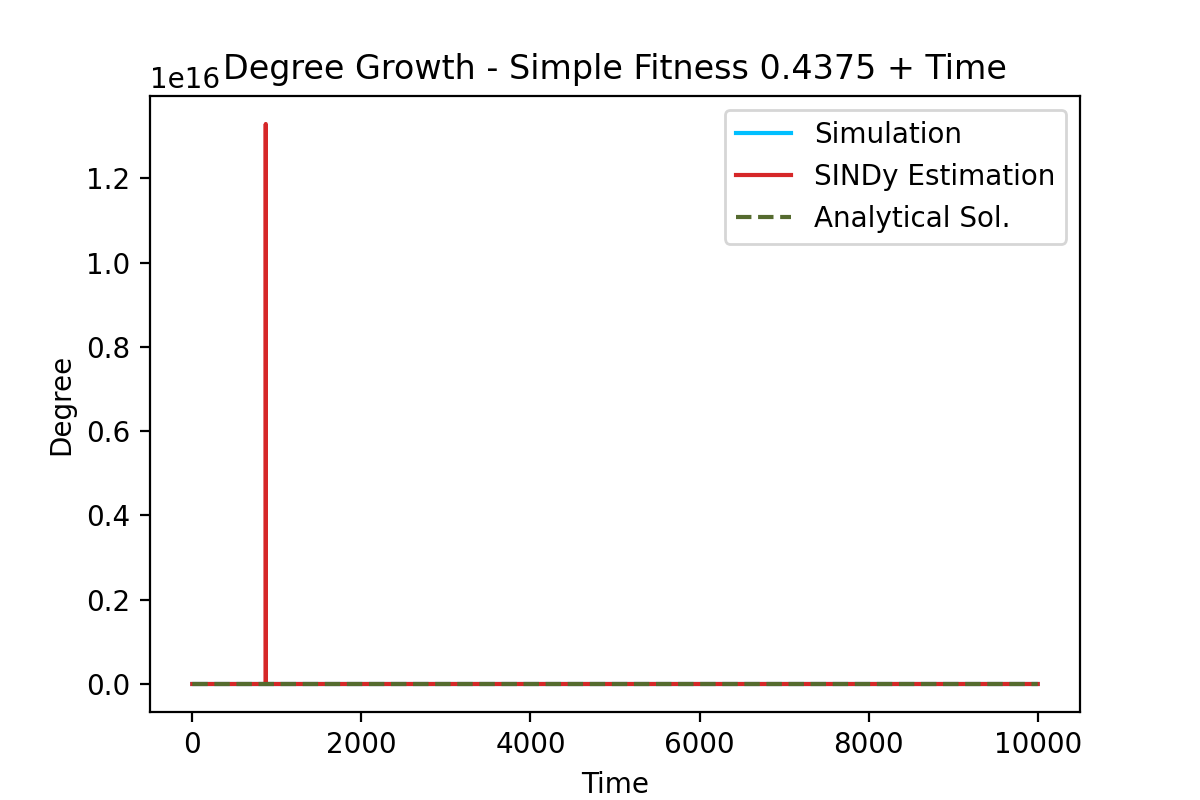 Degree Growth - Simple Fitness 0.4375 + Time
1e16
Simulation
SINDy Estimation
Analytical Sol.
1.2
1.0
0.8
0.6
0.4
0.2
0.0
Degree
0 2000 4000 6000 8000 10000
Time